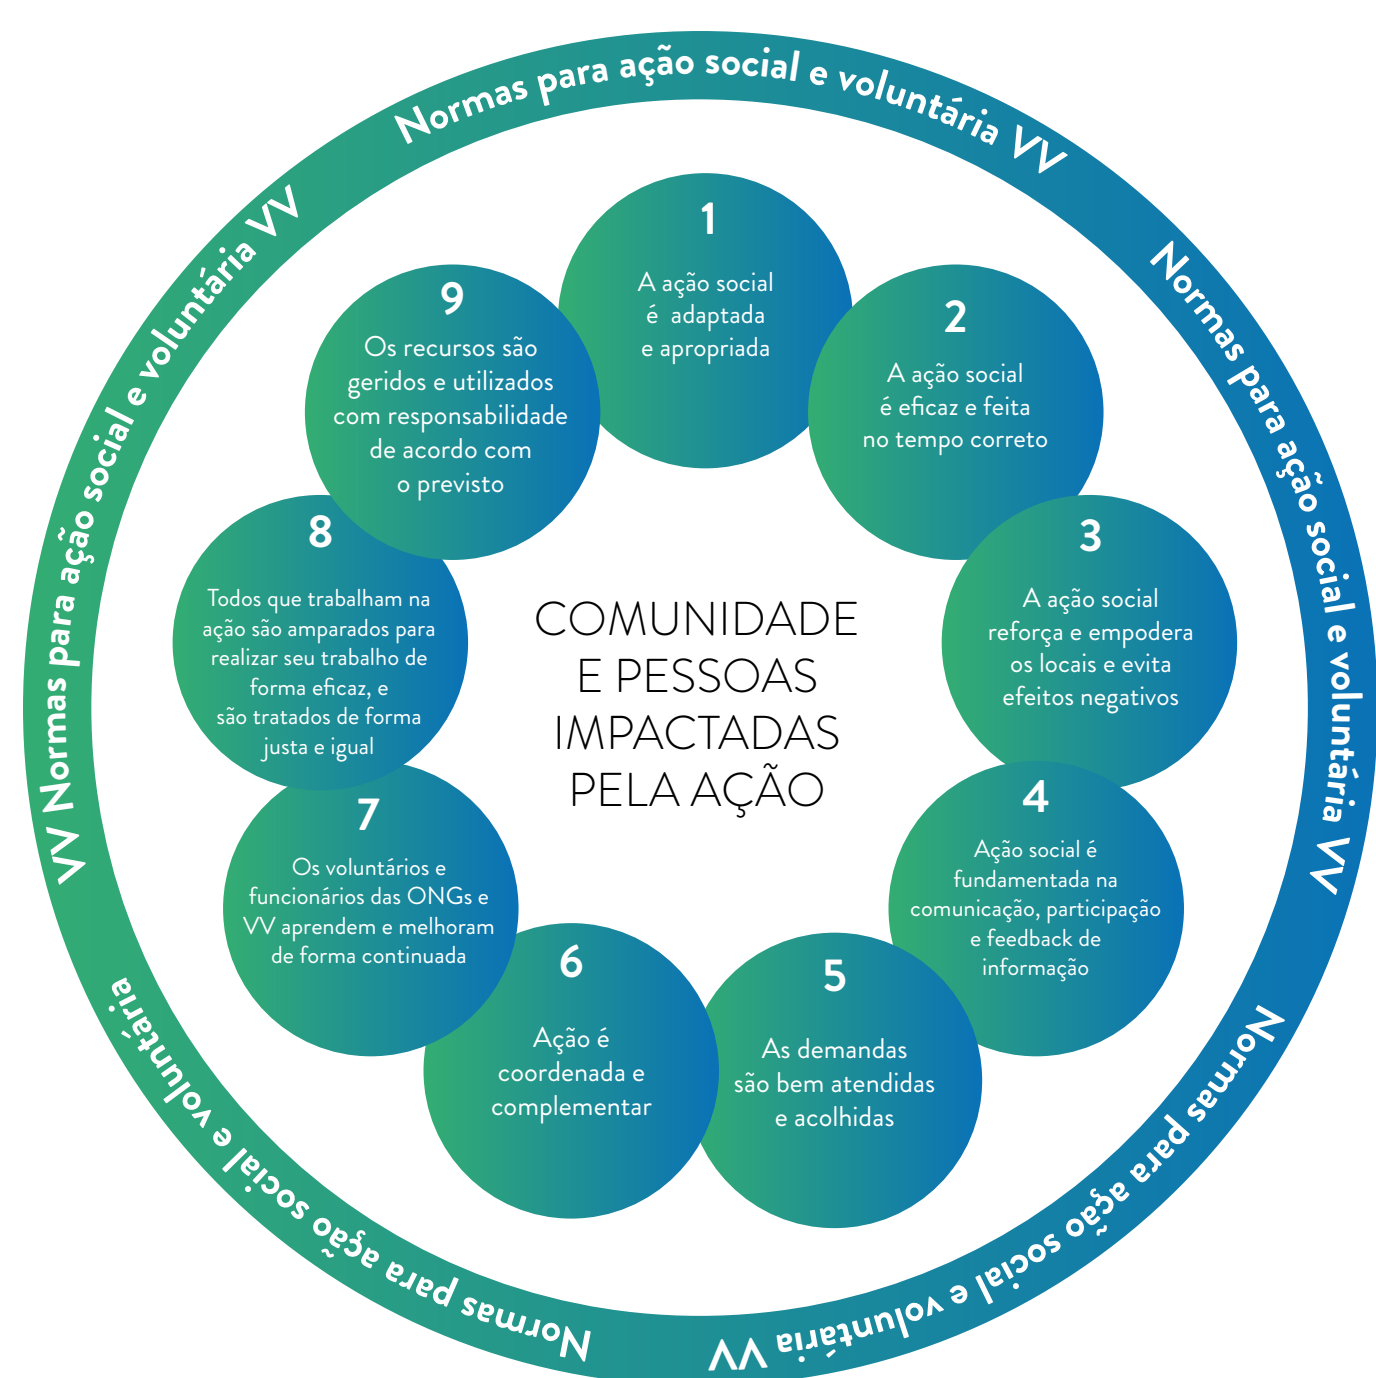 Normas para ação social e voluntária VV
Normas para ação social e voluntária VV
Normas para ação social e voluntária VV
Normas para ação social e voluntária
VV Normas para ação social e voluntária VV
1
A ação social
é adaptada
e apropriada
2
A ação social
é eficaz e feita
no tempo correto
3
A ação social
reforça e empodera
os locais e evita
efeitos negativos
4
Ação social é
fundamentada na
comunicação, participação
e feedback de
informação
5
As demandas
são bem atendidas
e acolhidas
6
Ação é
coordenada e
complementar
7
Os voluntários e
funcionários das ONGs e
VV aprendem e melhoram
de forma continuada
8
Todos que trabalham na
ação são amparados para
realizar seu trabalho de
forma eficaz, e
são tratados de forma
justa e igual
9
Os recursos são
geridos e utilizados
com responsabilidade
de acordo com
o previsto
COMUNIDADE
E PESSOAS
IMPACTADAS
PELA AÇÃO